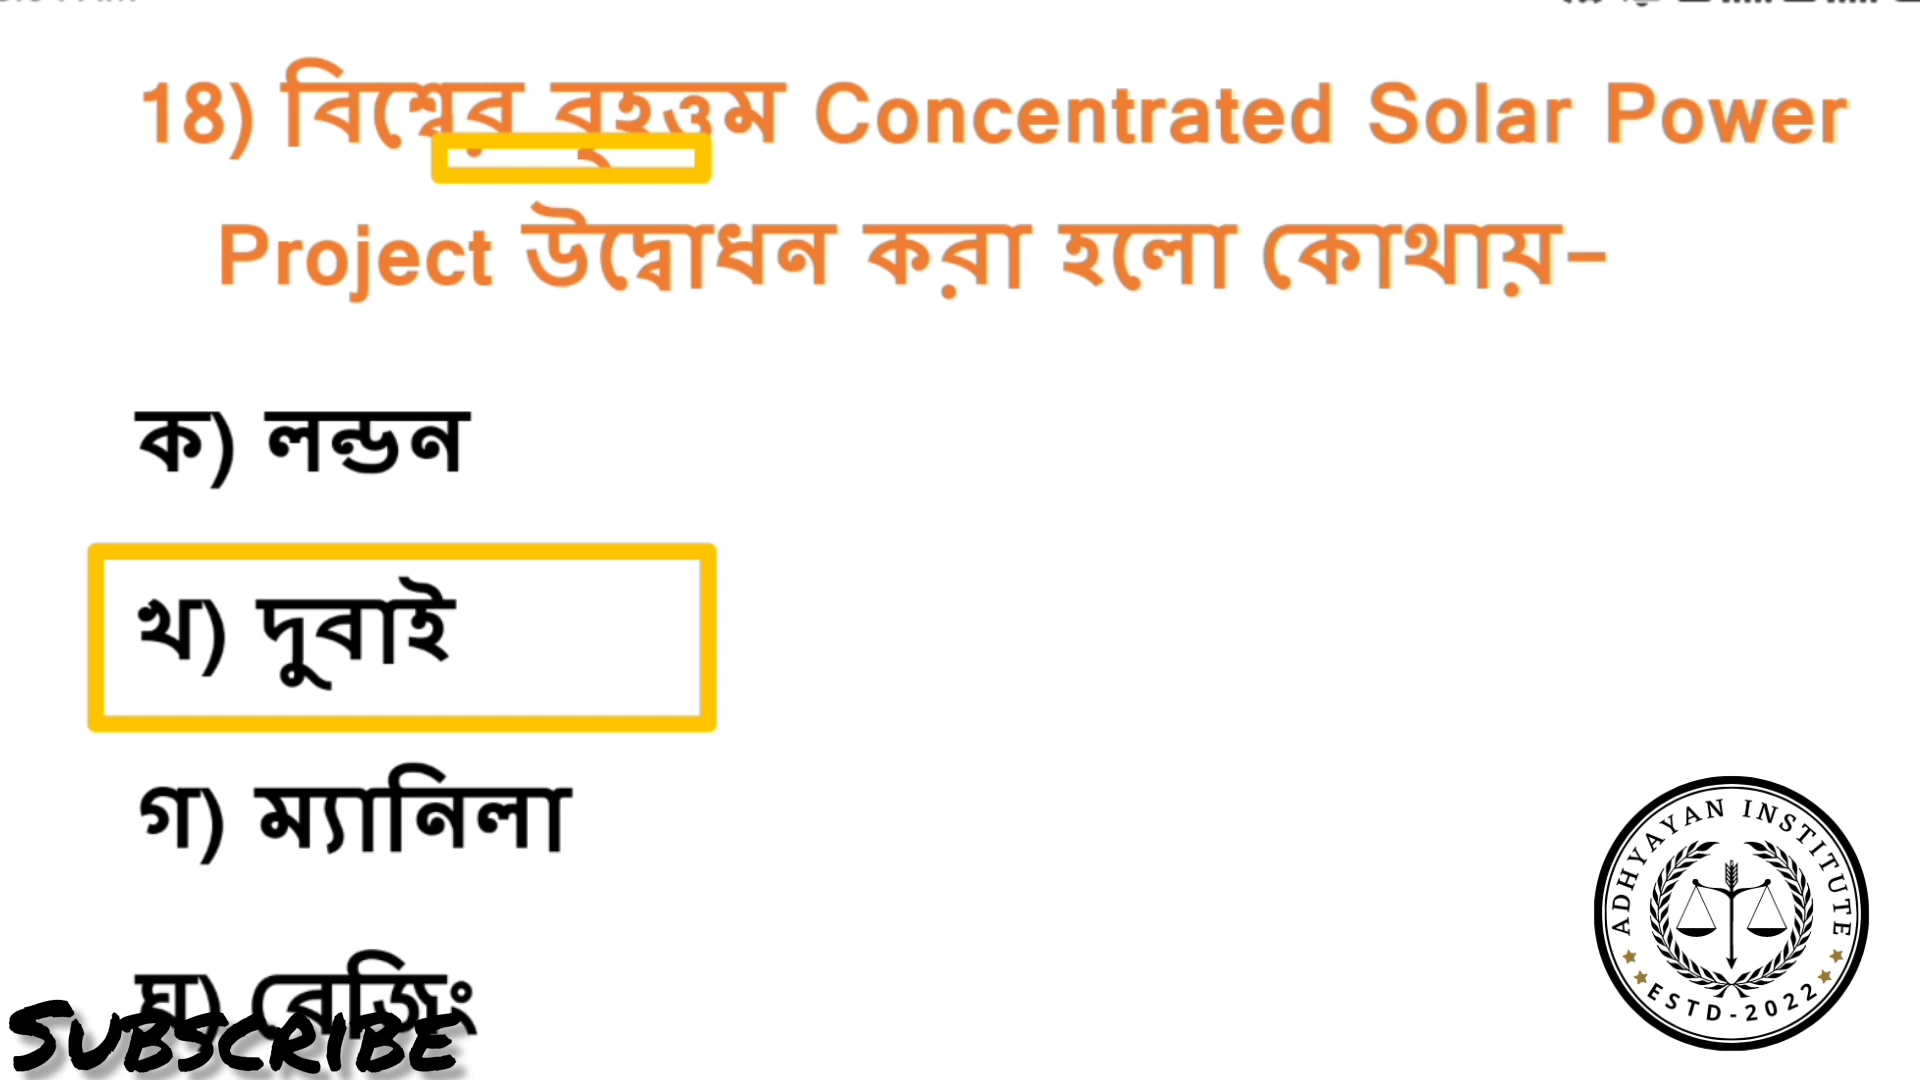 18) বিশ্বের বৃহত্তম Concentrated Solar Power
Project উদ্বোধন করা হলো কোথায়-
ক) লন্ডন
খ) দুবাই
গ) ম্যানিলা
ঘ) বেজিং
SUBSCRIBE
ADHYAYAN INSTITUTE
ESTD-2022